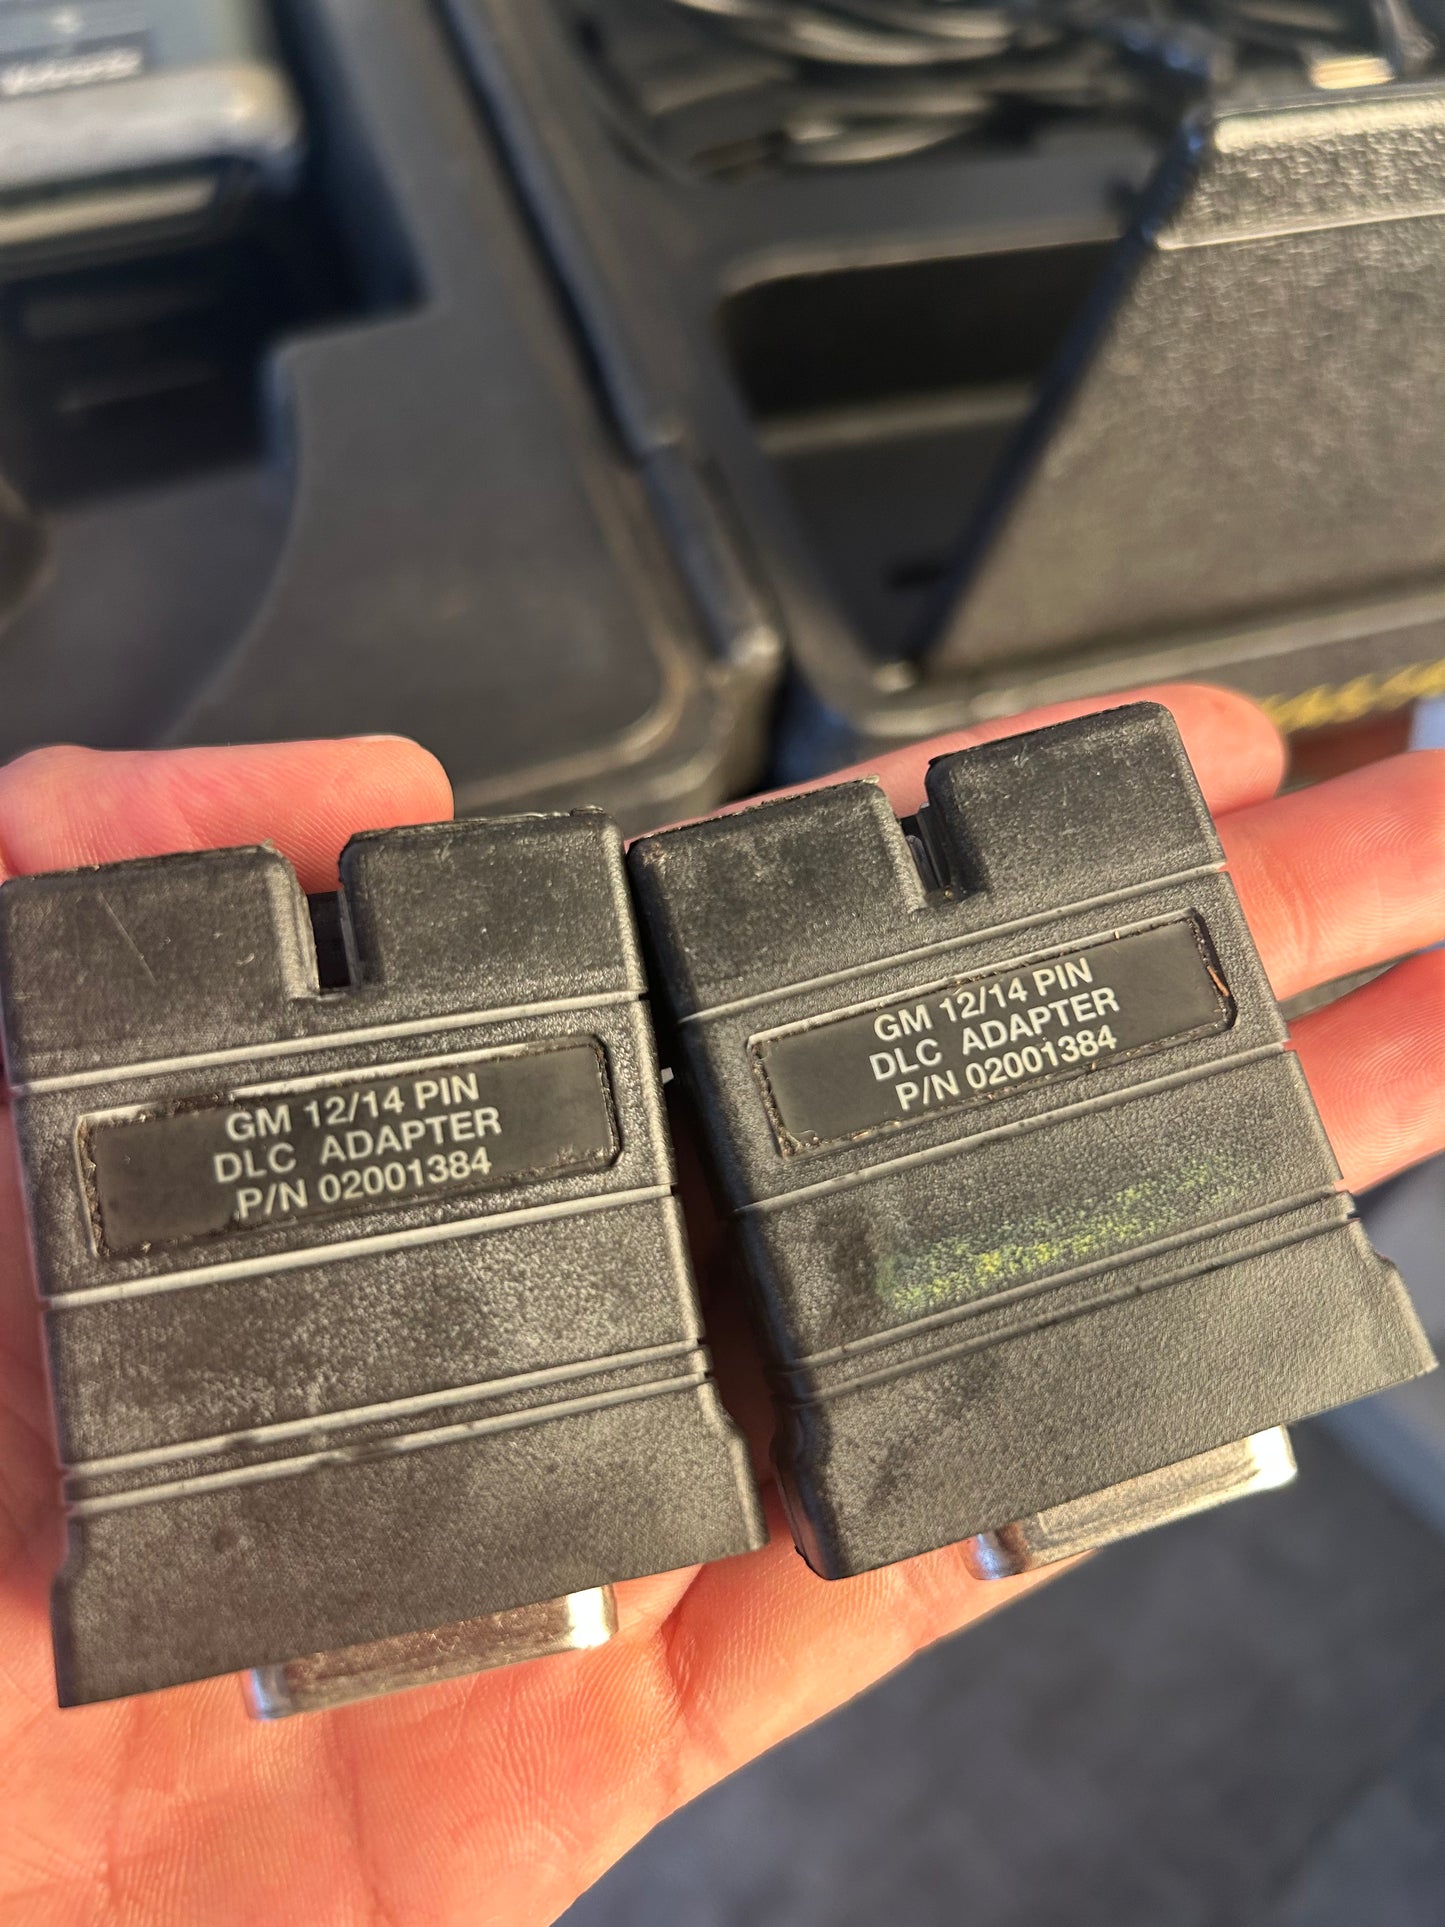 GM 12/14 PIN
DLC ADAPTER
P/N 02001384
GM 12/14 PIN
DLC ADAPTER
P/N 02001384